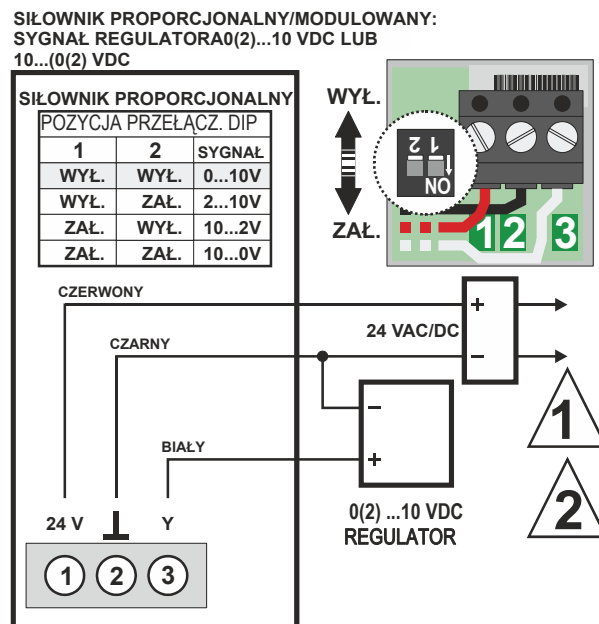 SIŁOWNIK PROPORCJONALNY/MODULOWANY:
SYGNAŁ REGULATORA0(2)...10 VDC LUB
10...(0(2) VDC
SIŁOWNIK PROPORCJONALNY
POZYCJA PRZEŁĄCZ. DIP
1 2 SYGNAŁ
WYŁ. WYŁ. 0...10V
WYŁ. ZAŁ. 2...10V
ZAŁ. WYŁ. 10...2V
ZAŁ. ZAŁ. 10...0V
WYŁ.
ZAŁ.
1 2
ON
1 2 3
CZERWONY
+
24 VAC/DC
CZARNY
−
−
BIAŁY
+
1
2
0(2) ...10 VDC
REGULATOR
24 V Y
1 2 3